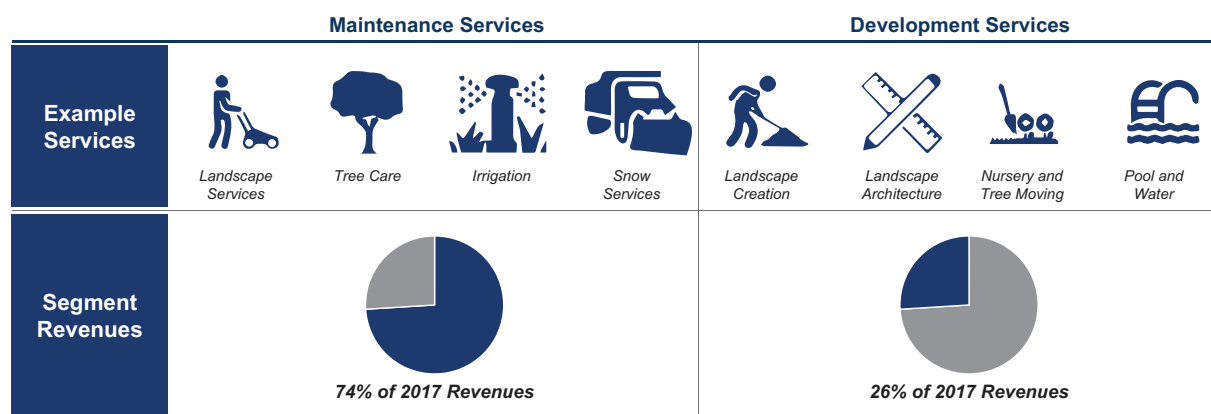 Maintenance Services
Development Services
Example
Services
Landscape
Services
Tree Care
Irrigation
Snow
Services
Landscape
Creation
Landscape
Architecture
Nursery and
Tree Moving
Pool and
Water
Segment
Revenues
74% of 2017 Revenues
26% of 2017 Revenues